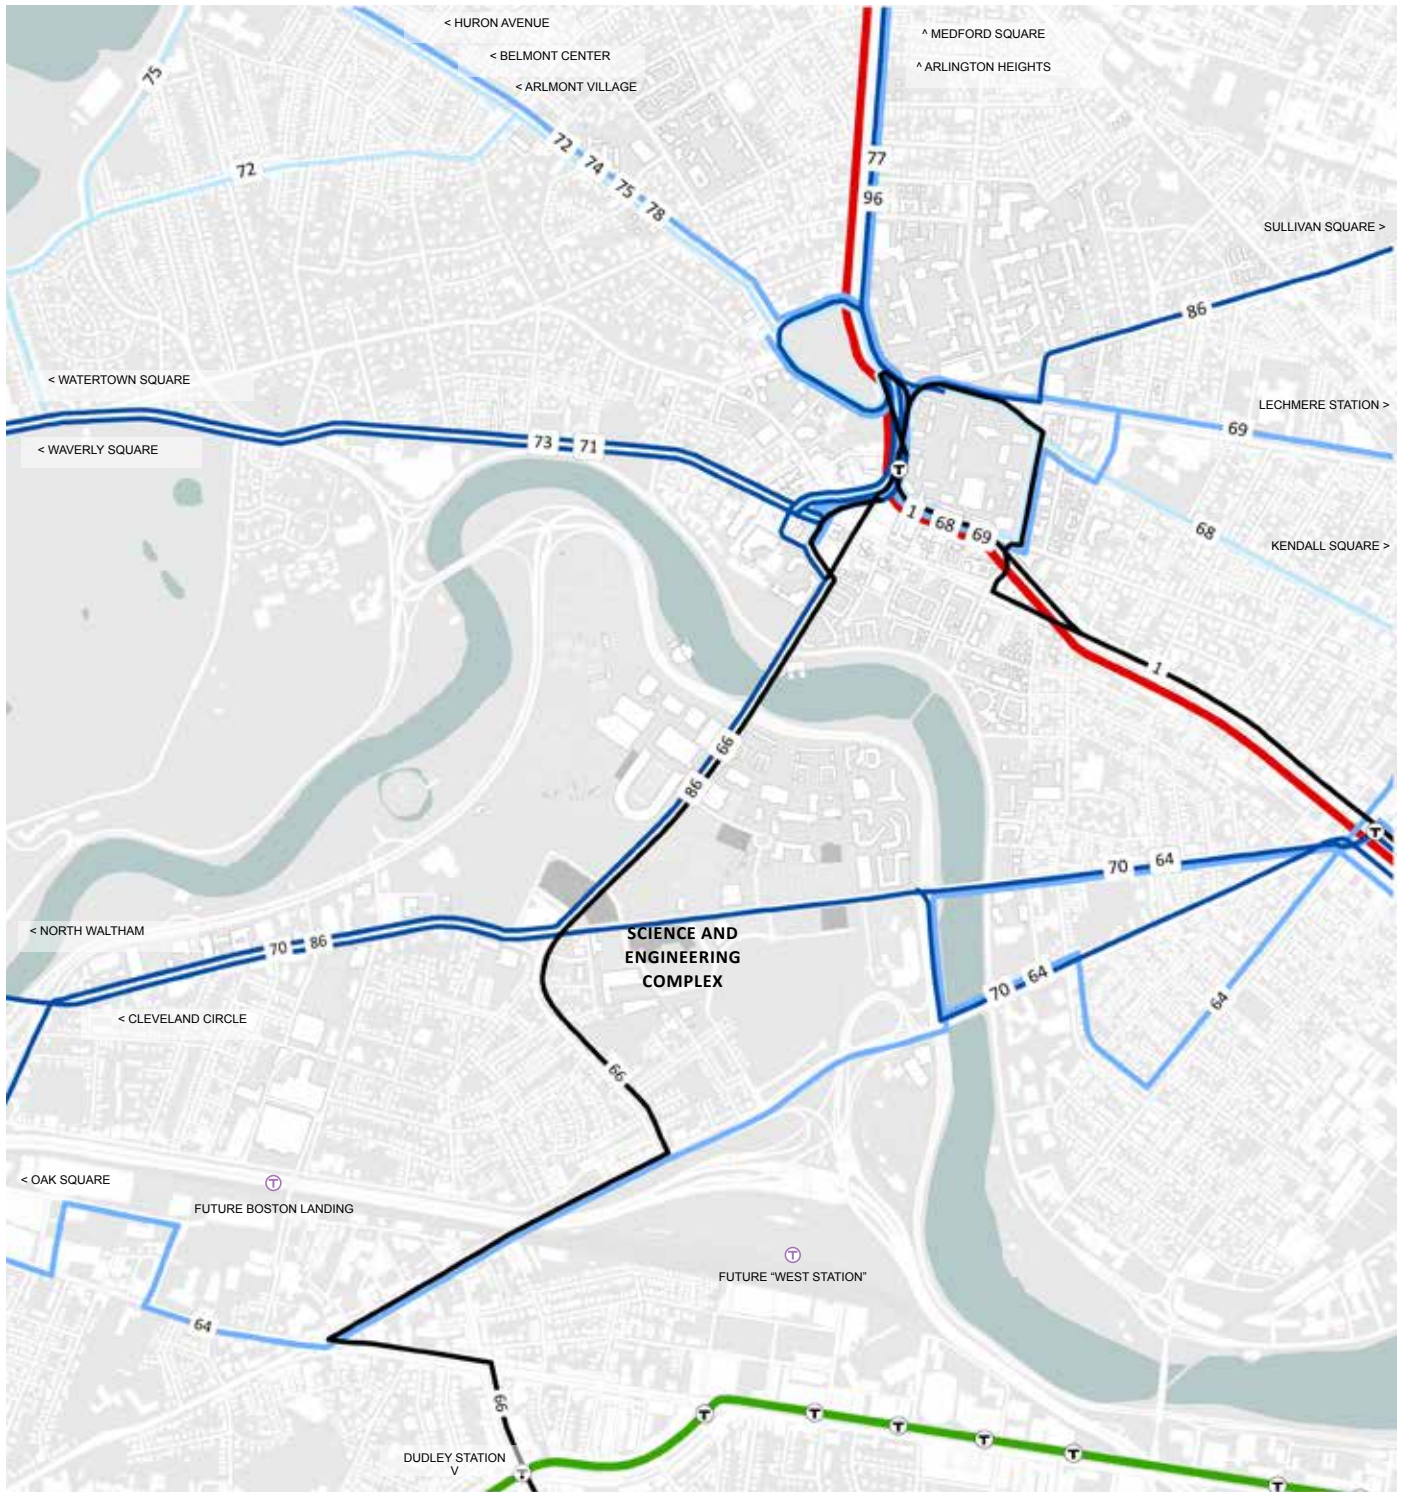 < HURON AVENUE
^ MEDFORD SQUARE
< BELMONT CENTER
^ ARLINGTON HEIGHTS
75
< ARLMONT VILLAGE
72
74
75
78
77
96
72
SULLIVAN SQUARE >
86
< WATERTOWN SQUARE
LECHMERE STATION >
69
< WAVERLY SQUARE
73
71
T
1
68
69
68
KENDALL SQUARE >
1
66
86
T
70
64
< NORTH WALTHAM
70
86
SCIENCE AND
ENGINEERING
COMPLEX
70
64
64
< CLEVELAND CIRCLE
66
< OAK SQUARE
T
FUTURE BOSTON LANDING
T
FUTURE "WEST STATION"
64
66
T
T
T
T
T
DUDLEY STATION
V
T
T